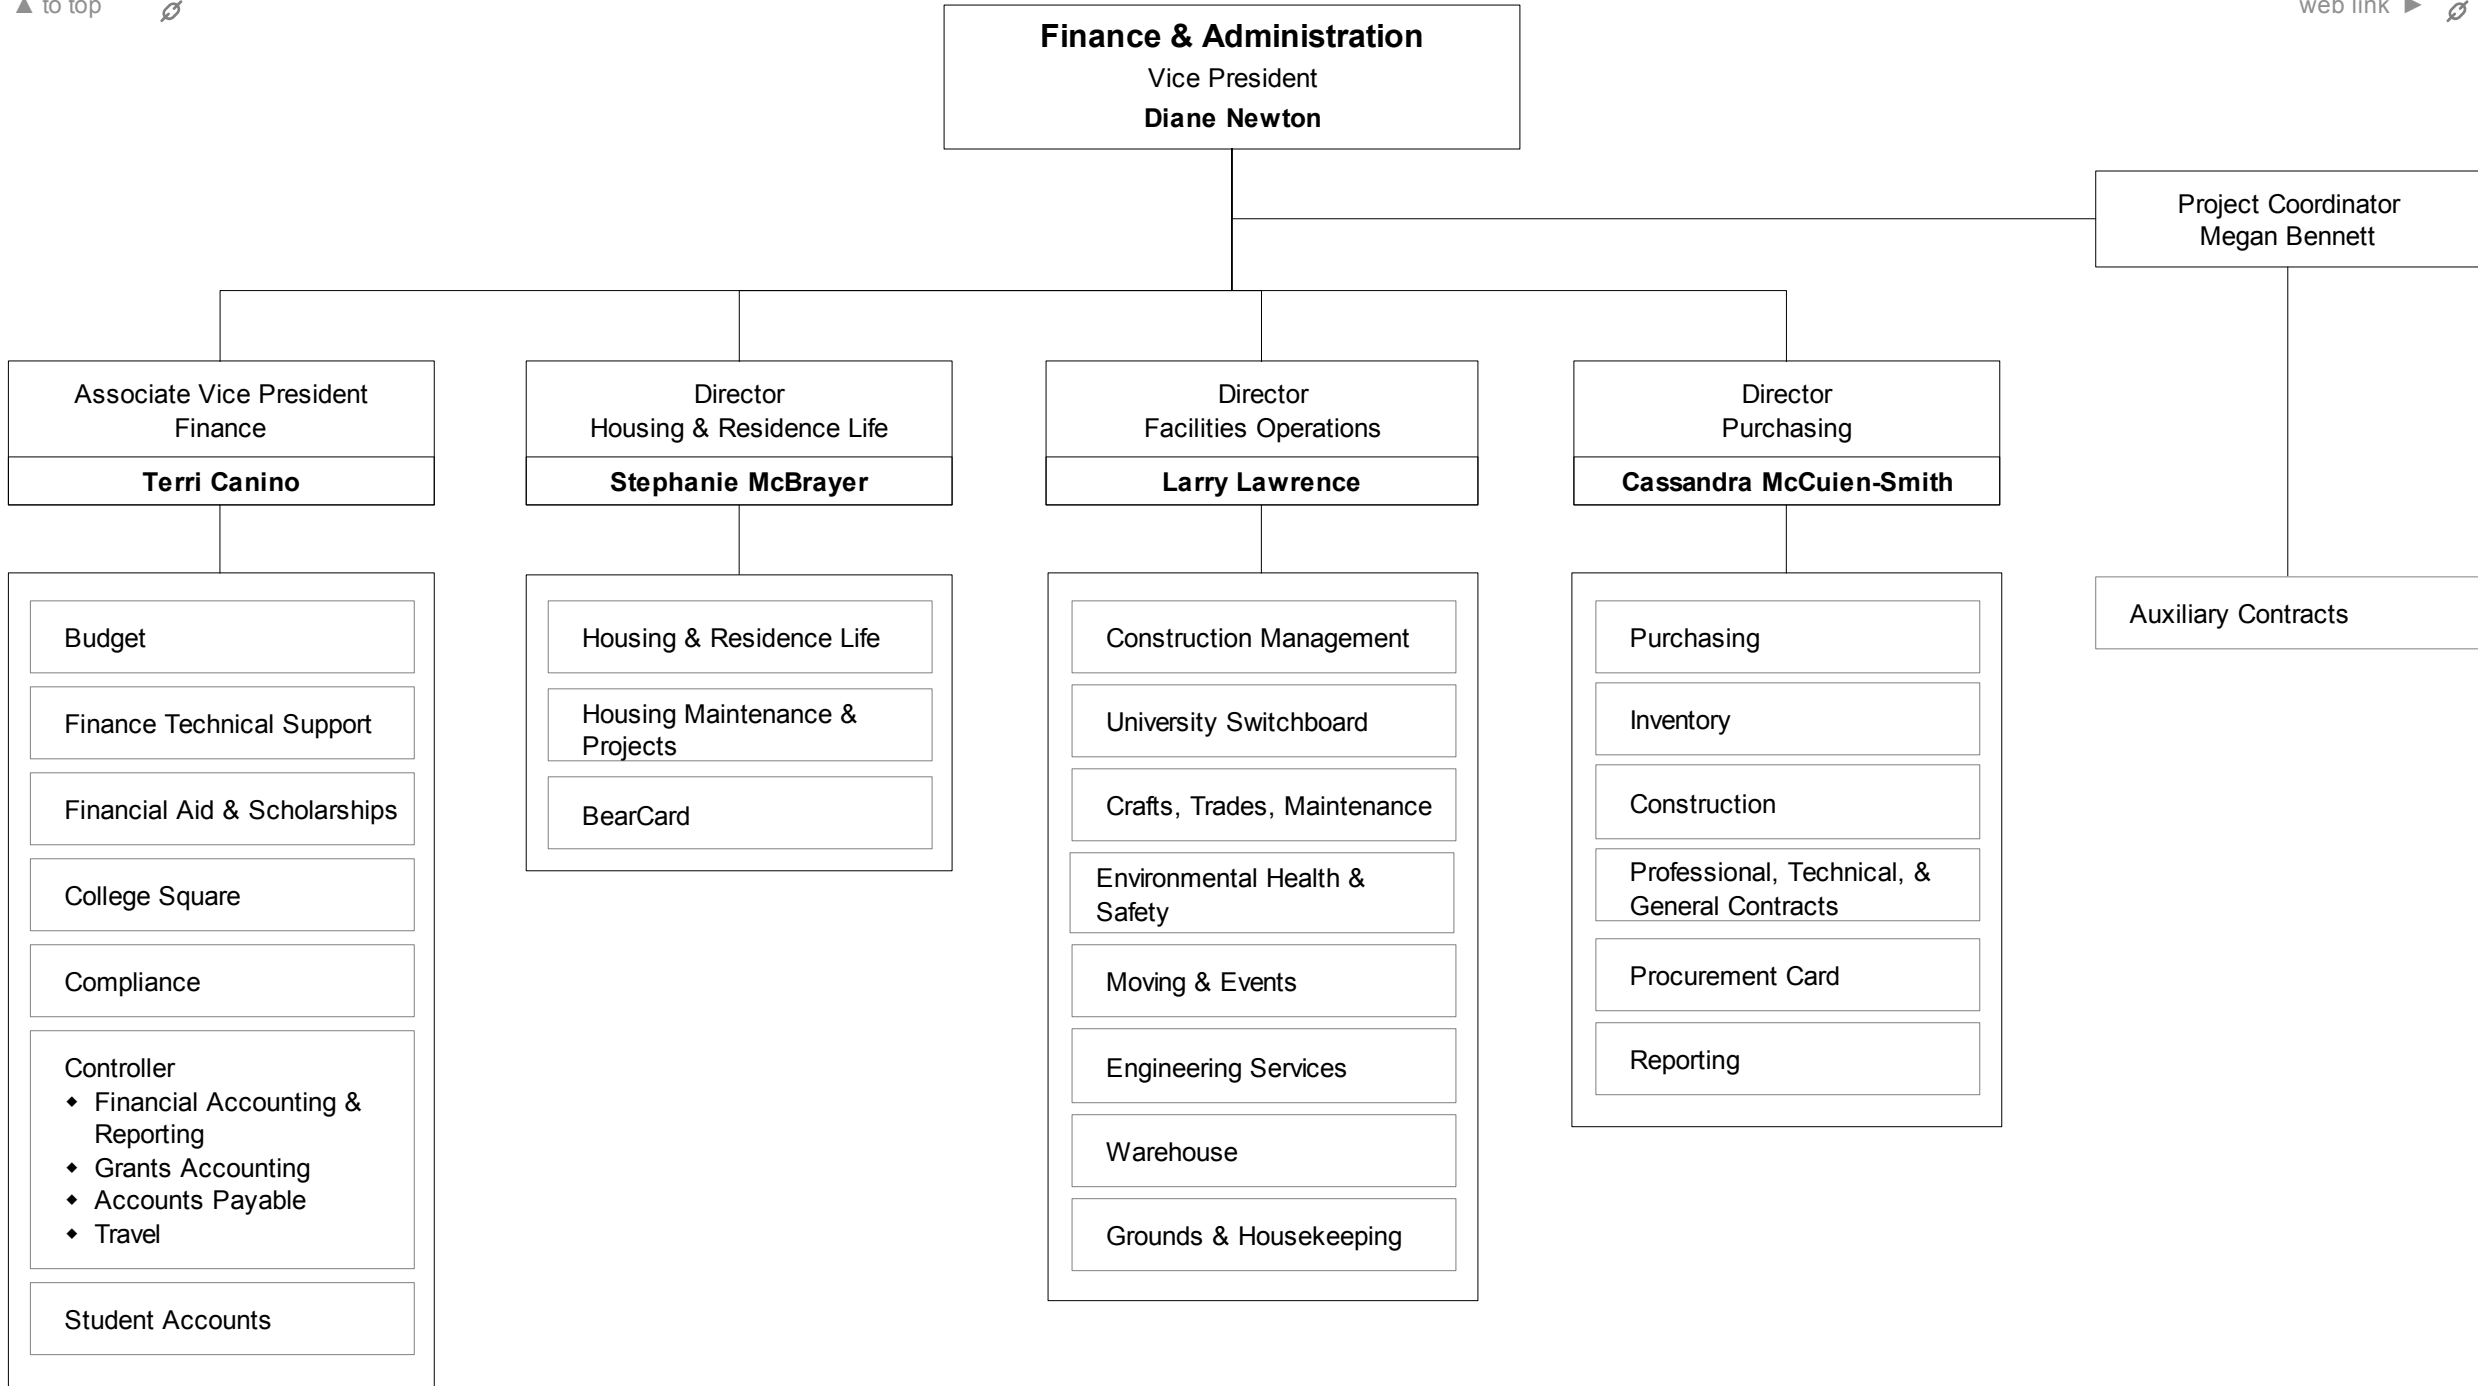 ▲ to top
web link ►
Finance & Administration
Vice President
Diane Newton
Project Coordinator
Megan Bennett
Associate Vice President
Finance
Terri Canino
Director
Housing & Residence Life
Stephanie McBrayer
Director
Facilities Operations
Larry Lawrence
Director
Purchasing
Cassandra McCuien-Smith
Budget
Finance Technical Support
Financial Aid & Scholarships
College Square
Compliance
Controller
◆ Financial Accounting &
Reporting
◆ Grants Accounting
◆ Accounts Payable
◆ Travel
Student Accounts
Housing & Residence Life
Housing Maintenance &
Projects
BearCard
Construction Management
University Switchboard
Crafts, Trades, Maintenance
Environmental Health &
Safety
Moving & Events
Engineering Services
Warehouse
Grounds & Housekeeping
Purchasing
Inventory
Construction
Professional, Technical, &
General Contracts
Procurement Card
Reporting
Auxiliary Contracts